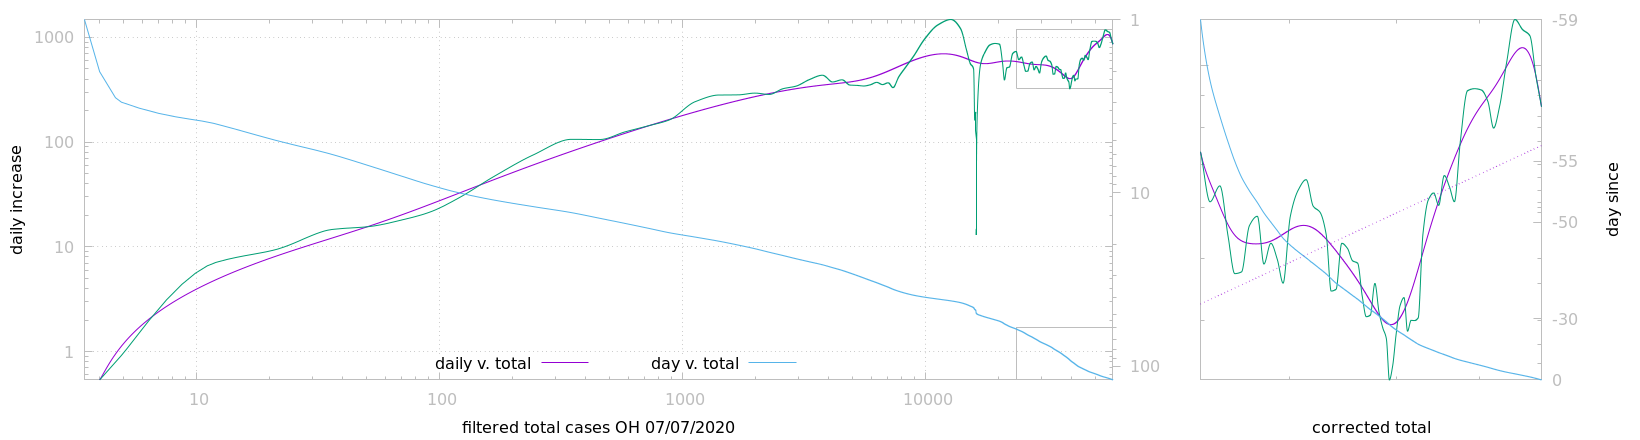 1000
100
10
1
daily increase
daily v. total
day v. total
10
100
1000
10000
filtered total cases OH 07/07/2020
1
10
100
-59
-55
-50
-30
0
day since
corrected total